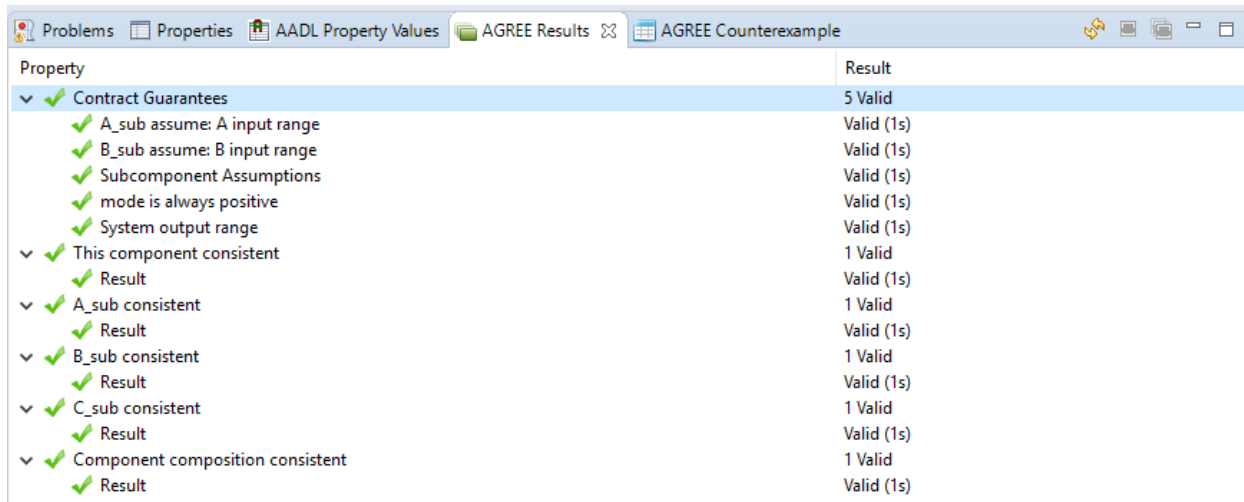 Problems Properties AADL Property Values AGREE Results AGREE Counterexample
Property Result
Contract Guarantees 5 Valid
A_sub assume: A input range Valid (1s)
B_sub assume: B input range Valid (1s)
Subcomponent Assumptions Valid (1s)
mode is always positive Valid (1s)
System output range Valid (1s)
This component consistent 1 Valid
Result Valid (1s)
A_sub consistent 1 Valid
Result Valid (1s)
B_sub consistent 1 Valid
Result Valid (1s)
C_sub consistent 1 Valid
Result Valid (1s)
Component composition consistent 1 Valid
Result Valid (1s)